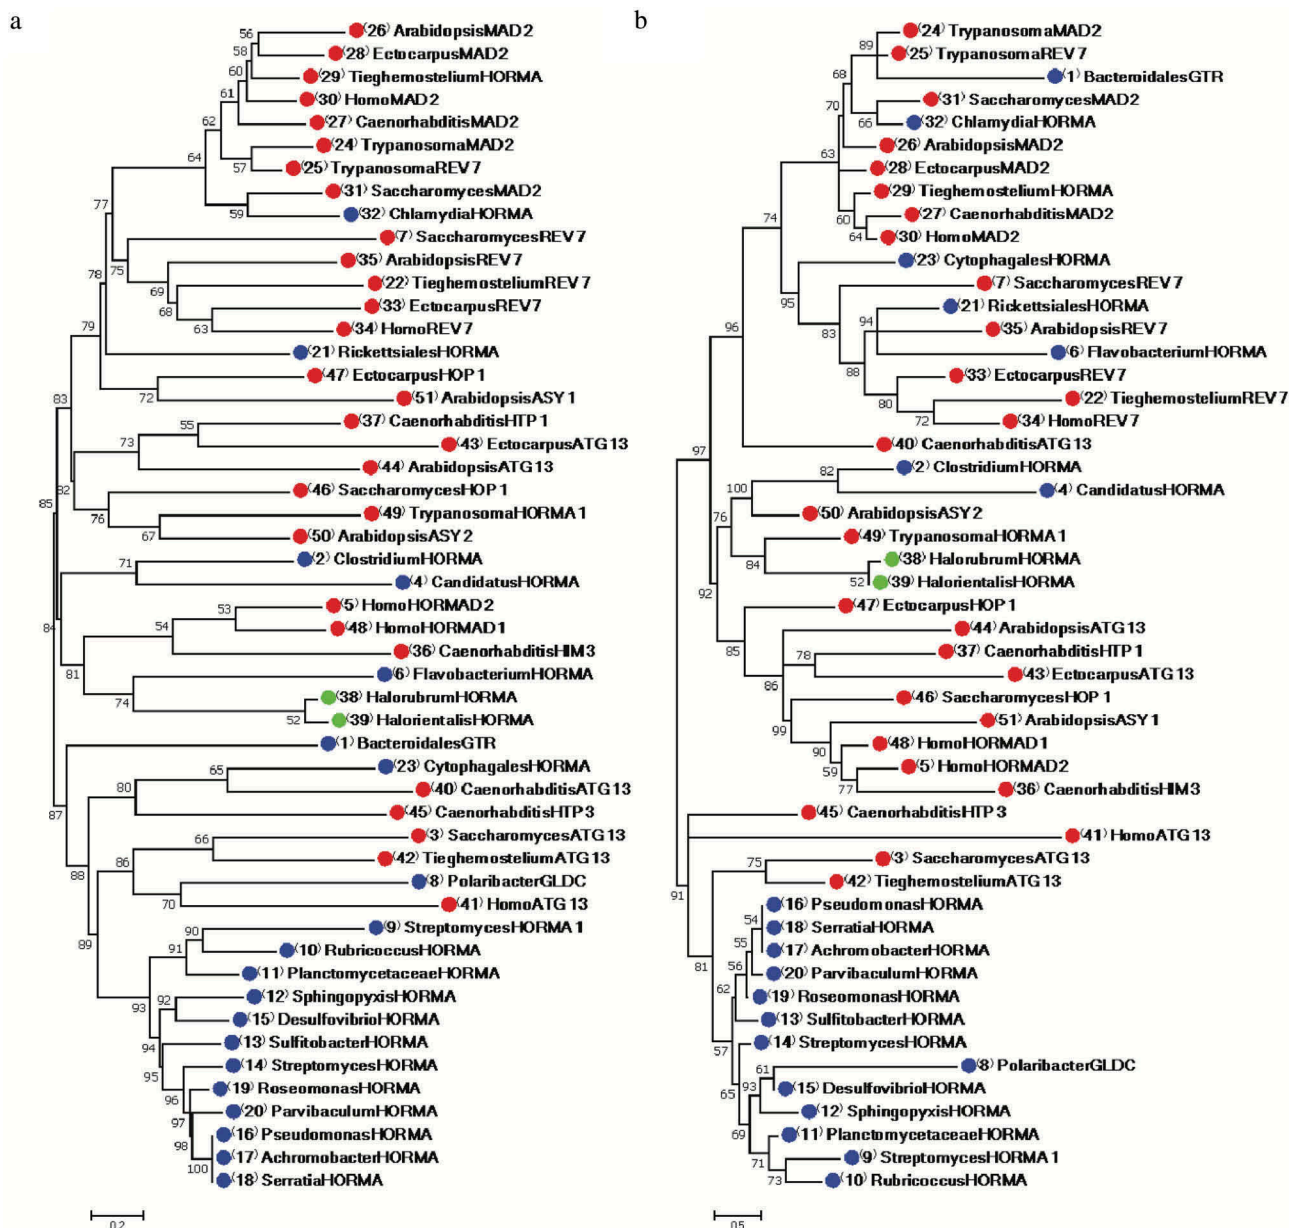 a
56 (26) ArabidopsisMAD2
58 (28) EctocarpusMAD2
60 (29) TieghemosteliumHORMA
61 (30) HomoMAD2
62 (27) CaenorhabditisMAD2
(24) TrypanosomaMAD2
64 57 (25) TrypanosomaREV7
(31) SaccharomycesMAD2
77 59 (32) ChlamydiaHORMA
(7) SaccharomycesREV7
78 75 (35) ArabidopsisREV7
69 (22) TieghemosteliumREV7
68 (33) EctocarpusREV7
79 63 (34) HomoREV7
(21) RickettsialesHORMA
(47) EctocarpusHOP1
83 72 (51) ArabidopsisASY1
55 (37) CaenorhabditisHTP1
73 (43) EctocarpusATG13
(44) ArabidopsisATG13
85 82 (46) SaccharomycesHOP1
76 (49) TrypanosomaHORMA1
67 (50) ArabidopsisASY2
71 (2) ClostridiumHORMA
(4) CandidatusHORMA
53 (5) HomoHORMAD2
84 54 (48) HomoHORMAD1
(36) CaenorhabditisHIM3
81 (6) FlavobacteriumHORMA
74 (38) HalorubrumHORMA
52 (39) HalorientalisHORMA
(1) BacteroidalesGTR
65 (23) CytophagalesHORMA
80 (40) CaenorhabditisATG13
87 (45) CaenorhabditisHTP3
66 (3) SaccharomycesATG13
88 86 (42) TieghemosteliumATG13
(8) PolaribacterGLDC
70 (41) HomoATG13
89 90 (9) StreptomycesHORMA1
91 (10) RubricoccusHORMA
(11) PlanctomycetaceaeHORMA
93 92 (12) SphingopyxisHORMA
(15) DesulfovibrioHORMA
94 (13) SulfitobacterHORMA
95 (14) StreptomycesHORMA
96 (19) RoseomonasHORMA
97 (20) ParvibaculumHORMA
98 (16) PseudomonasHORMA
100 (17) AchromobacterHORMA
(18) SerratiaHORMA
0.2
b
89 (24) TrypanosomaMAD2
(25) TrypanosomaREV7
68 (1) BacteroidalesGTR
70 (31) SaccharomycesMAD2
66 (32) ChlamydiaHORMA
(26) ArabidopsisMAD2
63 (28) EctocarpusMAD2
(29) TieghemosteliumHORMA
74 60 (27) CaenorhabditisMAD2
64 (30) HomoMAD2
(23) CytophagalesHORMA
95 (7) SaccharomycesREV7
(21) RickettsialesHORMA
96 83 94 (35) ArabidopsisREV7
(6) FlavobacteriumHORMA
88 (33) EctocarpusREV7
80 (22) TieghemosteliumREV7
72 (34) HomoREV7
97 (40) CaenorhabditisATG13
82 (2) ClostridiumHORMA
100 (4) CandidatusHORMA
76 (50) ArabidopsisASY2
(49) TrypanosomaHORMA1
84 (38) HalorubrumHORMA
52 (39) HalorientalisHORMA
92 (47) EctocarpusHOP1
(44) ArabidopsisATG13
85 78 (37) CaenorhabditisHTP1
86 (43) EctocarpusATG13
(46) SaccharomycesHOP1
99 (51) ArabidopsisASY1
90 (48) HomoHORMAD1
59 (5) HomoHORMAD2
77 (36) CaenorhabditisHIM3
(45) CaenorhabditisHTP3
(41) HomoATG13
75 (3) SaccharomycesATG13
91 (42) TieghemosteliumATG13
(16) PseudomonasHORMA
54 (18) SerratiaHORMA
55 (17) AchromobacterHORMA
81 56 (20) ParvibaculumHORMA
62 (19) RoseomonasHORMA
(13) SulfitobacterHORMA
57 (14) StreptomycesHORMA
61 (8) PolaribacterGLDC
65 93 (15) DesulfovibrioHORMA
(12) SphingopyxisHORMA
69 (11) PlanctomycetaceaeHORMA
71 (9) StreptomycesHORMA1
73 (10) RubricoccusHORMA
0.5